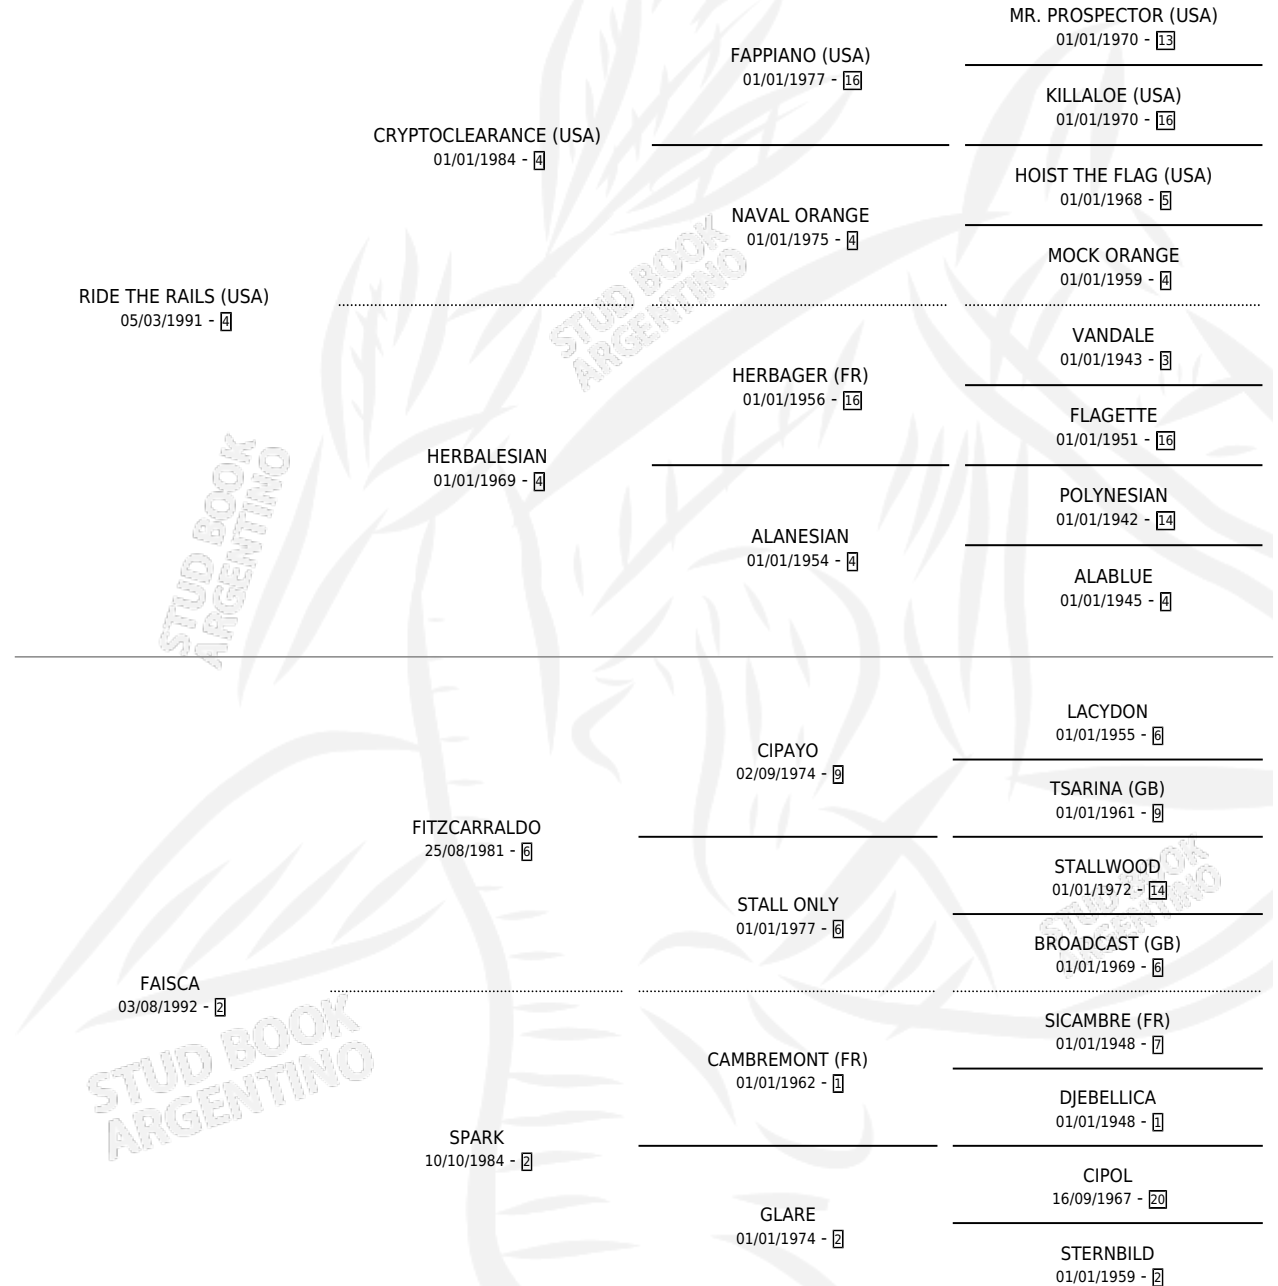 MR. PROSPECTOR (USA)
01/01/1970 - 13
FAPPIANO (USA)
01/01/1977 - 16
KILLALOE (USA)
01/01/1970 - 16
CRYPTOCLEARANCE (USA)
01/01/1984 - 4
HOIST THE FLAG (USA)
01/01/1968 - 5
NAVAL ORANGE
01/01/1975 - 4
MOCK ORANGE
01/01/1959 - 4
RIDE THE RAILS (USA)
05/03/1991 - 4
VANDALE
01/01/1943 - 3
HERBAGER (FR)
01/01/1956 - 16
FLAGETTE
01/01/1951 - 16
HERBALESIAN
01/01/1969 - 4
POLYNESIAN
01/01/1942 - 14
ALANESIAN
01/01/1954 - 4
ALABLUE
01/01/1945 - 4
LACYDON
01/01/1955 - 6
CIPAYO
02/09/1974 - 9
TSARINA (GB)
01/01/1961 - 9
FITZCARRALDO
25/08/1981 - 6
STALLWOOD
01/01/1972 - 14
STALL ONLY
01/01/1977 - 6
BROADCAST (GB)
01/01/1969 - 6
FAISCA
03/08/1992 - 2
SICAMBRE (FR)
01/01/1948 - 7
CAMBREMONT (FR)
01/01/1962 - 1
DJEBELLICA
01/01/1948 - 1
SPARK
10/10/1984 - 2
CIPOL
16/09/1967 - 20
GLARE
01/01/1974 - 2
STERNBILD
01/01/1959 - 2
STUD BOOK
ARGENTINO
STUD BOOK
ARGENTINO
STUD BOOK
ARGENTINO
STUD BOOK
ARGENTINO